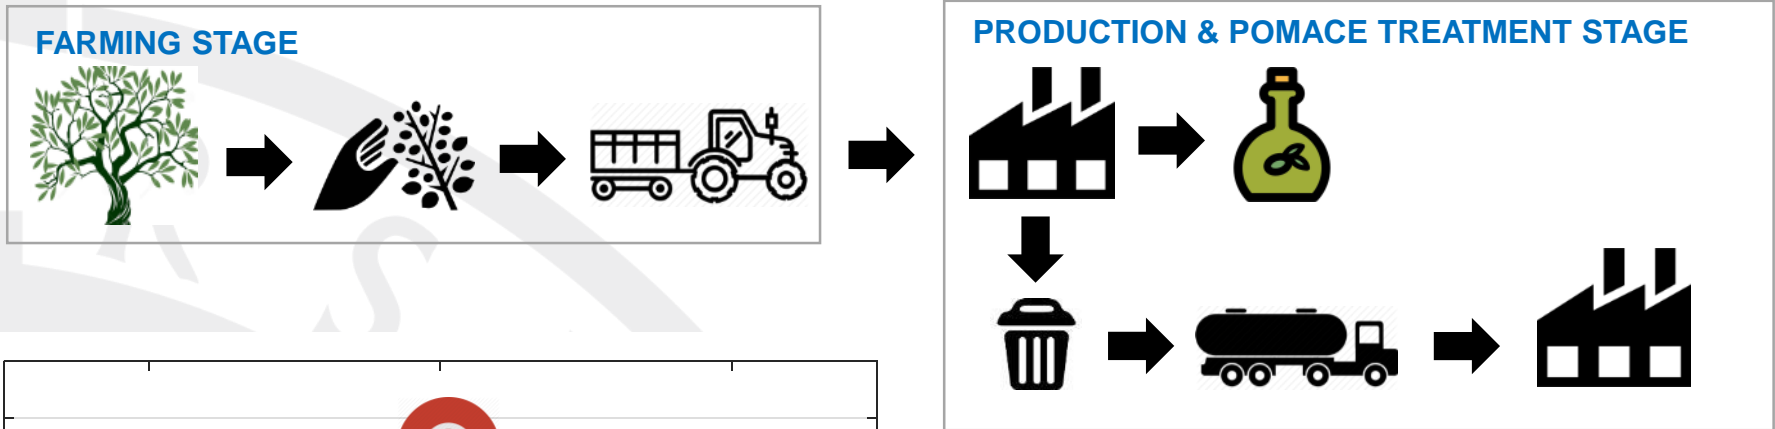 FARMING STAGE
PRODUCTION & POMACE TREATMENT STAGE